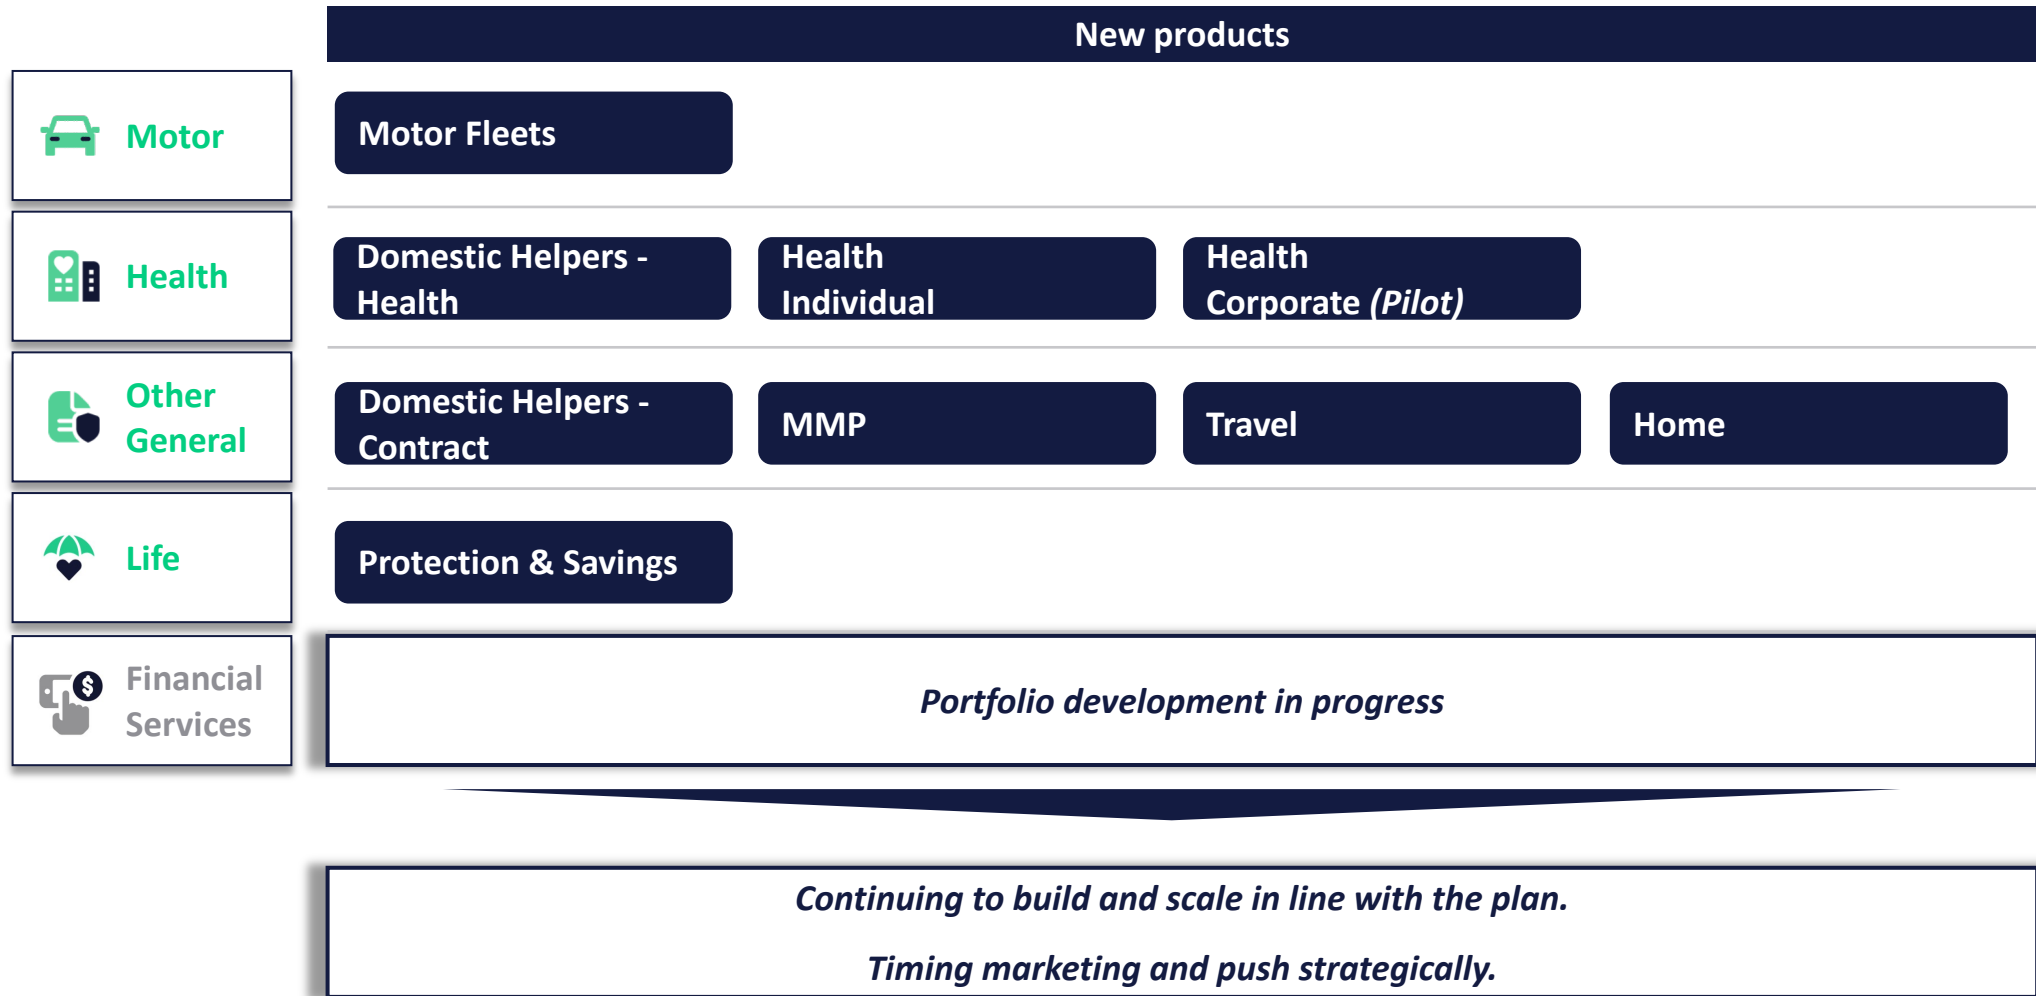 New products
Motor
Motor Fleets
Health
Domestic Helpers -
Health
Health
Individual
Health
Corporate (Pilot)
Other
General
Domestic Helpers -
Contract
MMP
Travel
Home
Life
Protection & Savings
$
Financial
Services
Portfolio development in progress
Continuing to build and scale in line with the plan.
Timing marketing and push strategically.